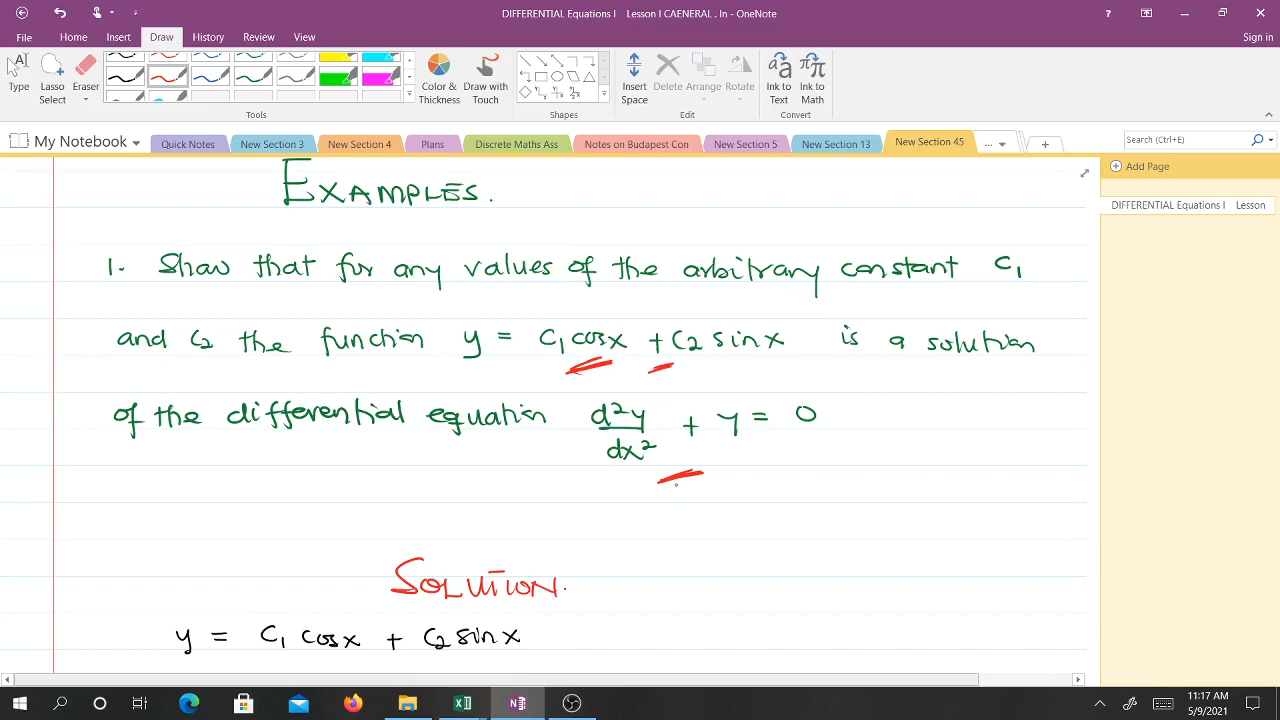 DIFFERENTIAL Equations I    Lesson I CAENERAL . In - OneNote
File Home Insert Draw History Review View Sign in
Type Lasso Select Eraser Color & Thickness Draw with Touch Insert Space Delete Arrange Rotate Ink to Text Ink to Math
Tools Shapes Edit Convert
My Notebook Quick Notes New Section 3 New Section 4 Plans Discrete Maths Ass Notes on Budapest Con New Section 5 New Section 13 New Section 45 ... + Search (Ctrl+E)
Add Page
DIFFERENTIAL Equations I    Lesson
EXAMPLES.
1. Show that for any values of the arbitrary constant C₁
and C₂ the function y = C₁cosx + C₂ sinx is a solution
of the differential equation d²y/dx² + y = 0
SOLUTION.
y = C₁ cosx + C₂ sinx
11:17 AM
5/9/2021